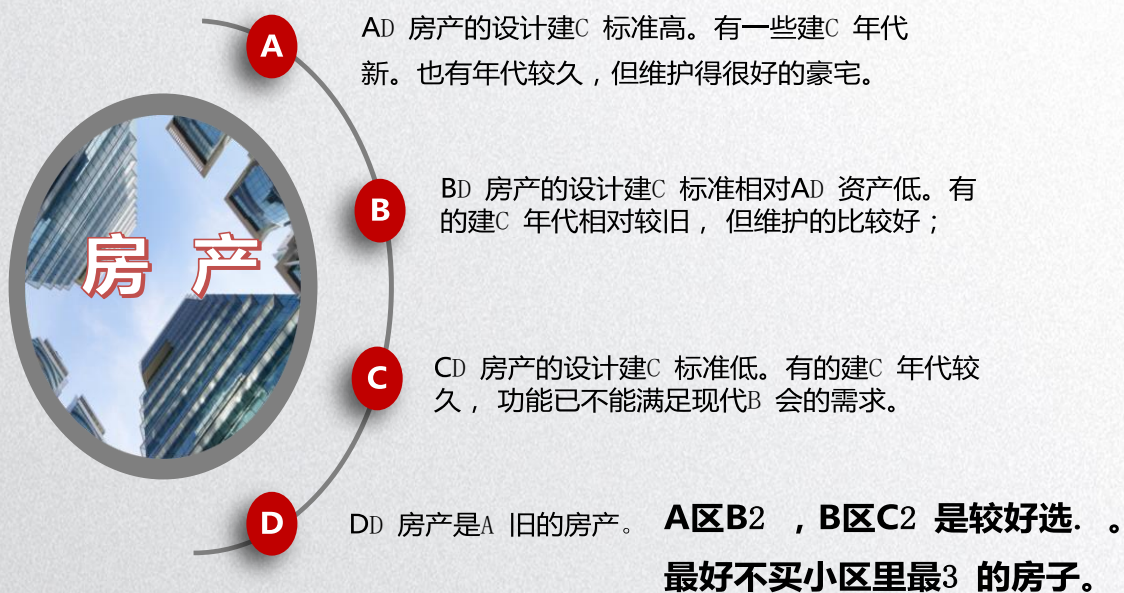 A
AD 房产的设计建C 标准高。有一些建C 年代
新。也有年代较久，但维护得很好的豪宅。
房 产
B
BD 房产的设计建C 标准相对AD 资产低。有
的建C 年代相对较旧， 但维护的比较好；
C
CD 房产的设计建C 标准低。有的建C 年代较
久， 功能已不能满足现代B 会的需求。
D
DD 房产是A 旧的房产。
A区B2 ，B区C2 是较好选. 。
最好不买小区里最3 的房子。